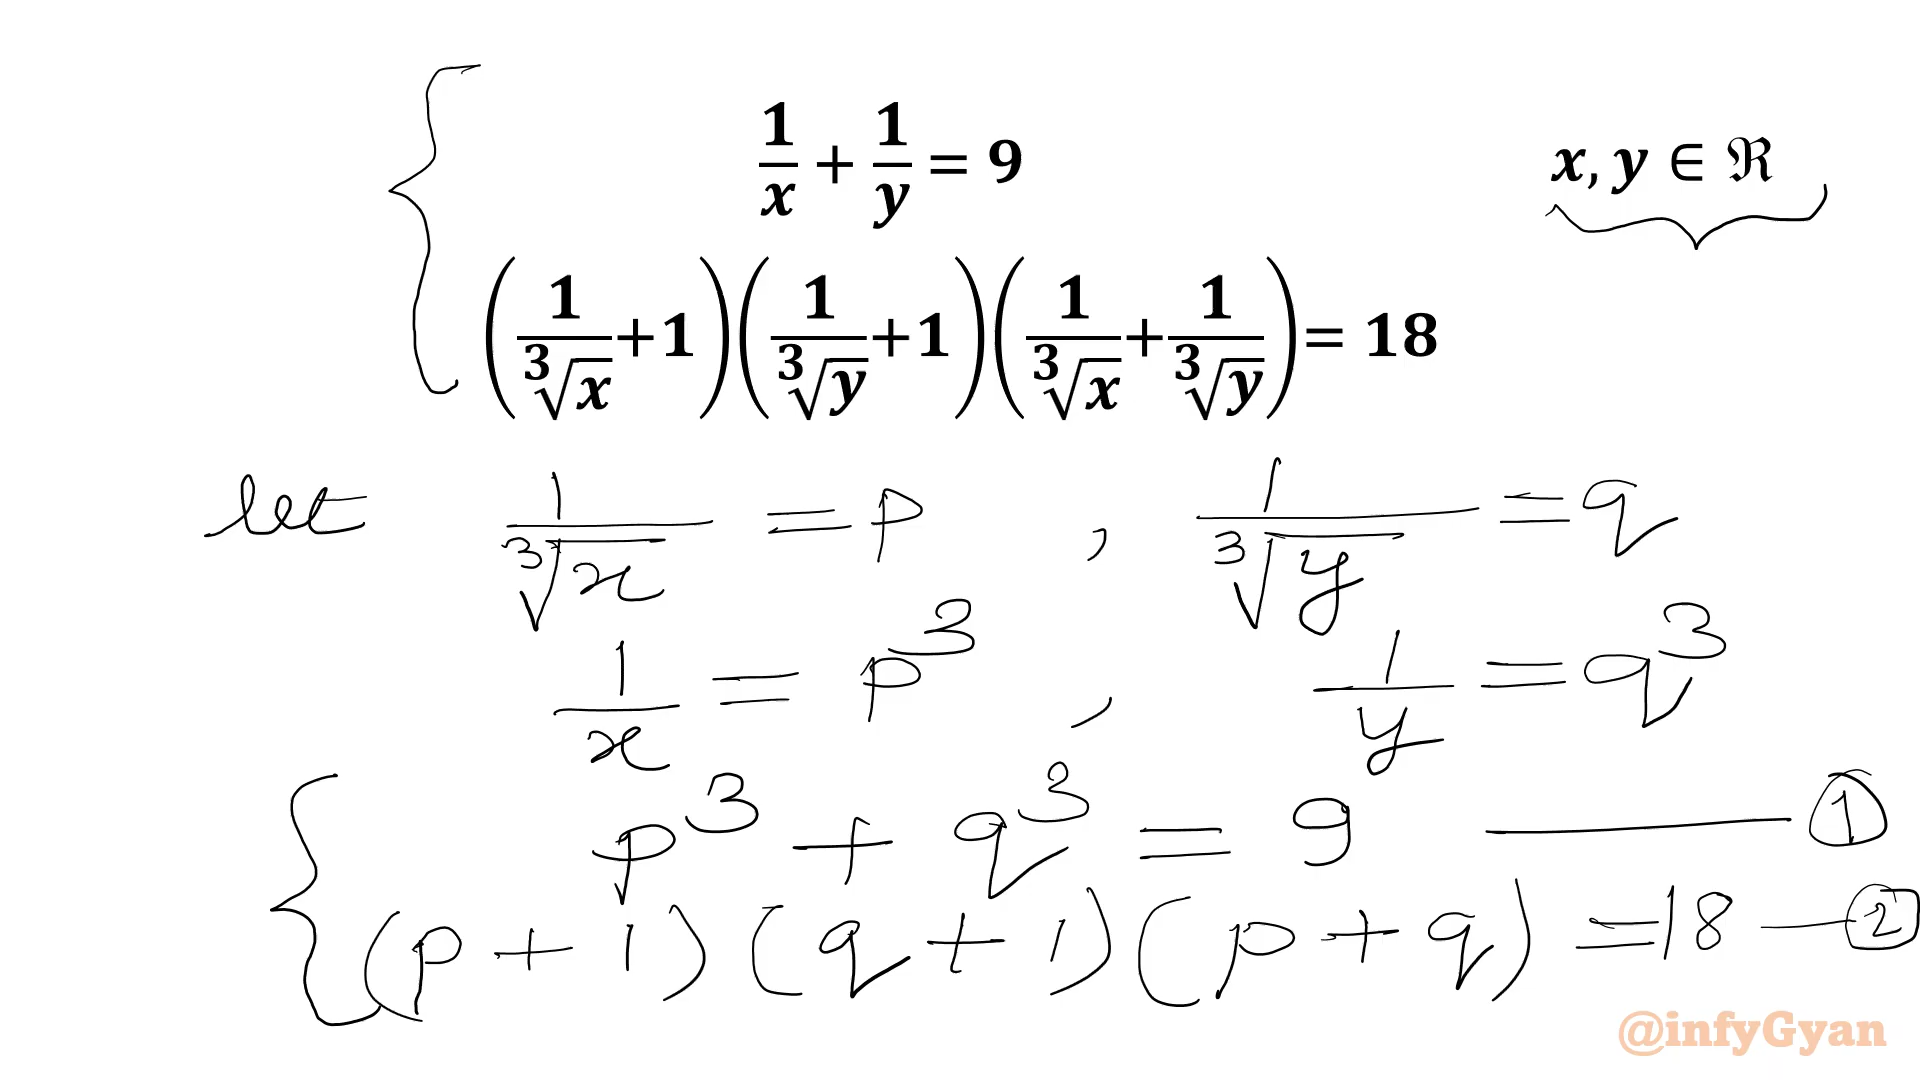 1/x + 1/y = 9
x, y ∈ ℜ
(1/∛x + 1)(1/∛y + 1)(1/∛x + 1/∛y) = 18
let 1/∛x = p , 1/∛y = q
1/x = p³ , 1/y = q³
p³ + q³ = 9 —— ①
(p + 1)(q + 1)(p + q) = 18 — ②
@infyGyan